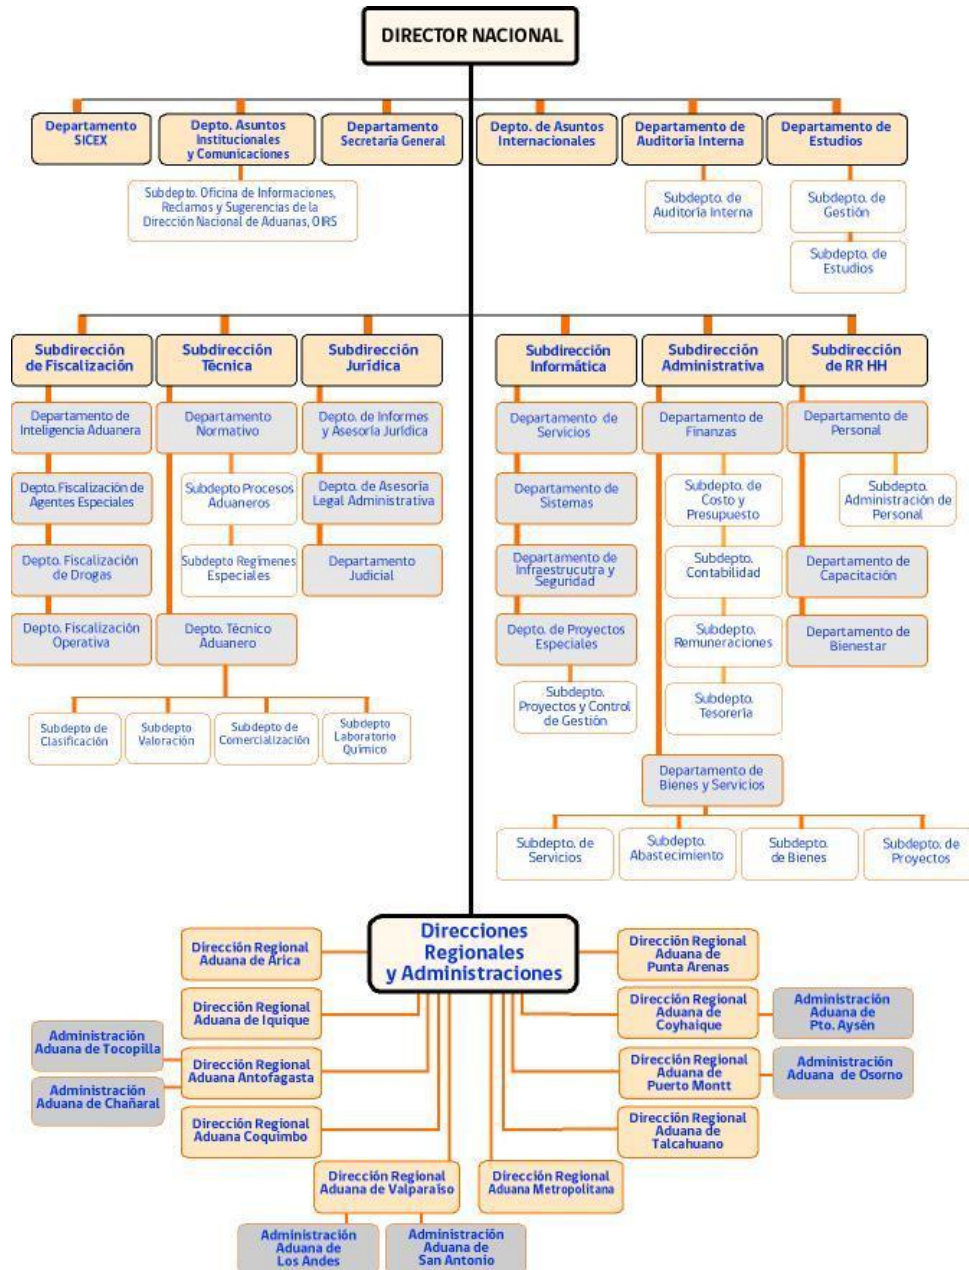 DIRECTOR NACIONAL
Departamento
SICEX
Depto. Asuntos
Institucionales
y Comunicaciones
Departamento
Secretaría General
Depto. de Asuntos
Internacionales
Departamento de
Auditoría Interna
Departamento de
Estudios
Subdepto. Oficina de Informaciones,
Reclamos y Sugerencias de la
Dirección Nacional de Aduanas, OIRS
Subdepto. de
Auditoría Interna
Subdepto. de
Gestión
Subdepto. de
Estudios
Subdirección
de Fiscalización
Subdirección
Técnica
Subdirección
Jurídica
Subdirección
Informática
Subdirección
Administrativa
Subdirección
de RR HH
Departamento de
Inteligencia Aduanera
Depto. Fiscalización de
Agentes Especiales
Depto. Fiscalización
de Drogas
Depto. Fiscalización
Operativa
Departamento
Normativo
Subdepto Procesos
Aduaneros
Subdepto Regímenes
Especiales
Depto. Técnico
Aduanero
Subdepto de
Clasificación
Subdepto
Valoración
Subdepto de
Comercialización
Subdepto
Laboratorio
Químico
Depto. de Informes
y Asesoría Jurídica
Depto. de Asesoría
Legal Administrativa
Departamento
Judicial
Departamento de
Servicios
Departamento de
Sistemas
Departamento de
Infraestrucutra y
Seguridad
Depto. de Proyectos
Especiales
Subdepto.
Proyectos y Control
de Gestión
Departamento de
Finanzas
Subdepto. de
Costo y
Presupuesto
Subdepto.
Contabilidad
Subdepto.
Remuneraciones
Subdepto.
Tesorería
Departamento de
Bienes y Servicios
Subdepto. de
Servicios
Subdepto.
Abastecimiento
Subdepto.
de Bienes
Subdepto. de
Proyectos
Departamento de
Personal
Subdepto.
Administración de
Personal
Departamento de
Capacitación
Departamento de
Bienestar
Direcciones
Regionales
y Administraciones
Dirección Regional
Aduana de Arica
Dirección Regional
Aduana de Iquique
Administración
Aduana de Tocopilla
Administración
Aduana de Chañaral
Dirección Regional
Aduana Antofagasta
Dirección Regional
Aduana Coquimbo
Dirección Regional
Aduana de Valparaíso
Administración
Aduana de
Los Andes
Administración
Aduana de
San Antonio
Dirección Regional
Aduana de
Punta Arenas
Dirección Regional
Aduana de
Coyhaique
Administración
Aduana de
Pto. Aysén
Dirección Regional
Aduana de
Puerto Montt
Administración
Aduana de Osorno
Dirección Regional
Aduana de
Talcahuano
Dirección Regional
Aduana Metropolitana